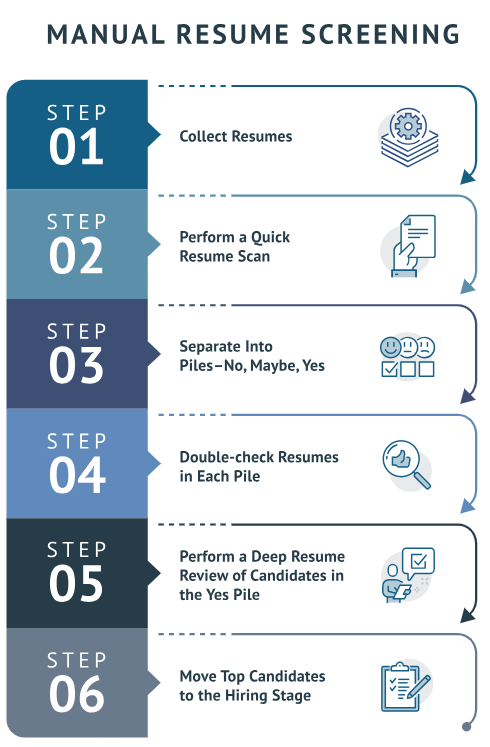 MANUAL RESUME SCREENING
STEP
01
Collect Resumes
STEP
02
Perform a Quick
Resume Scan
STEP
03
Separate Into
Piles–No, Maybe, Yes
STEP
04
Double-check Resumes
in Each Pile
STEP
05
Perform a Deep Resume
Review of Candidates in
the Yes Pile
STEP
06
Move Top Candidates
to the Hiring Stage